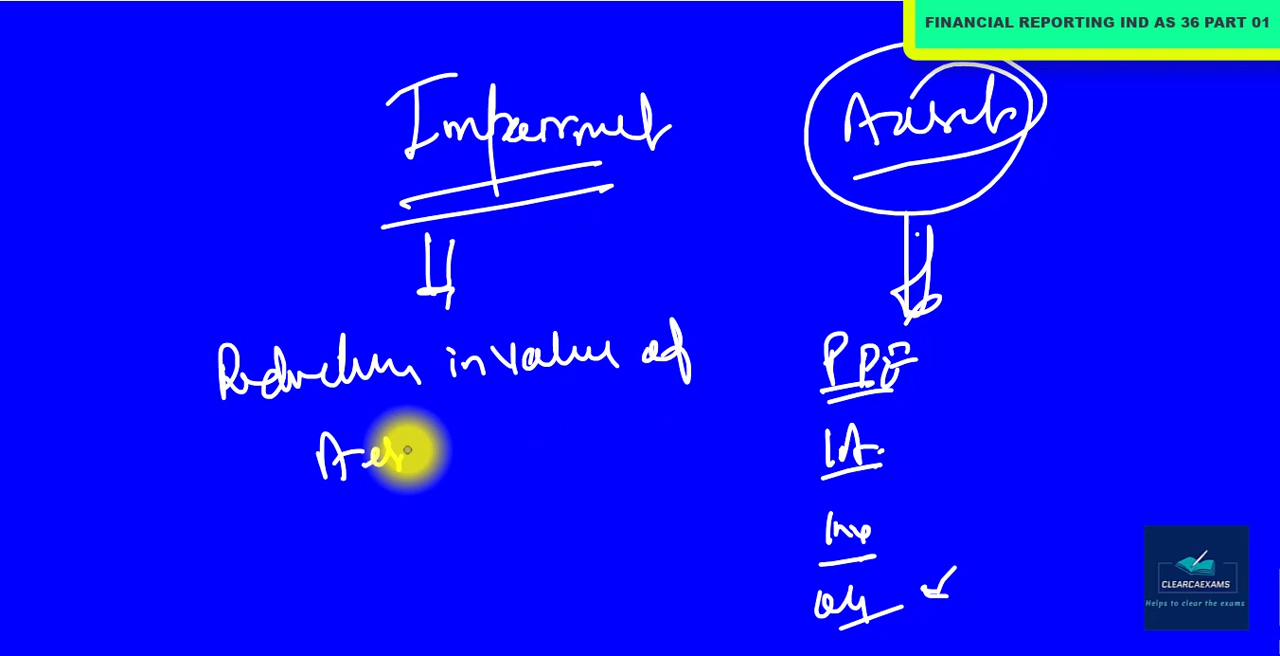 FINANCIAL REPORTING IND AS 36 PART 01
Impairment
Assets
Reduction in value of
Ass
PPE
IA
Inv
CLEARCAEXAMS
Helps to clear the exams